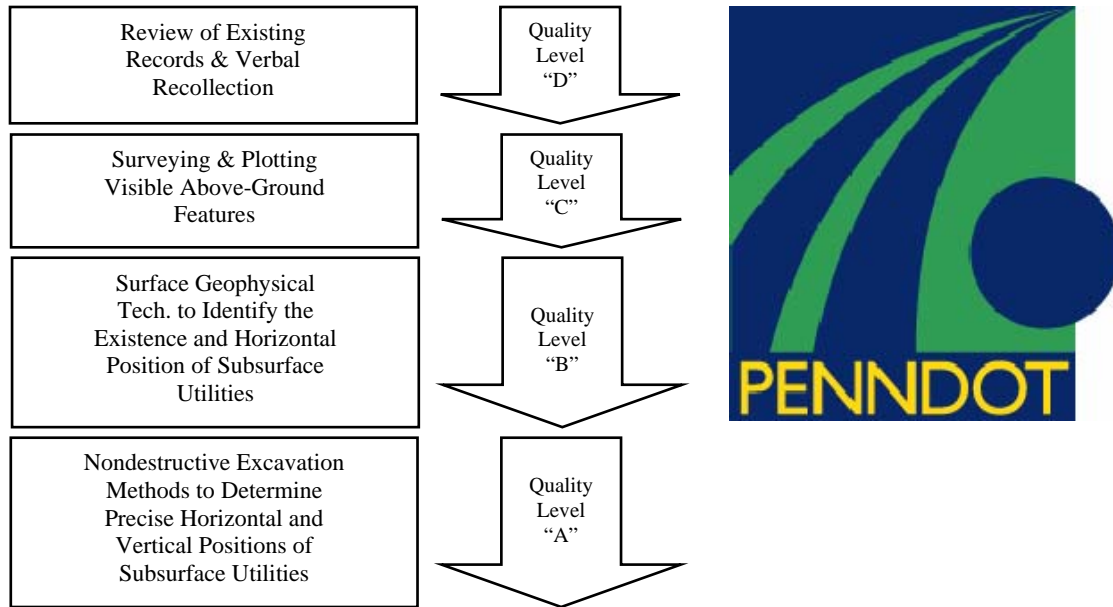 Review of Existing
Records & Verbal
Recollection
Quality
Level
“D”
Surveying & Plotting
Visible Above-Ground
Features
Quality
Level
“C”
Surface Geophysical
Tech. to Identify the
Existence and Horizontal
Position of Subsurface
Utilities
Quality
Level
“B”
Nondestructive Excavation
Methods to Determine
Precise Horizontal and
Vertical Positions of
Subsurface Utilities
Quality
Level
“A”
PENNDOT